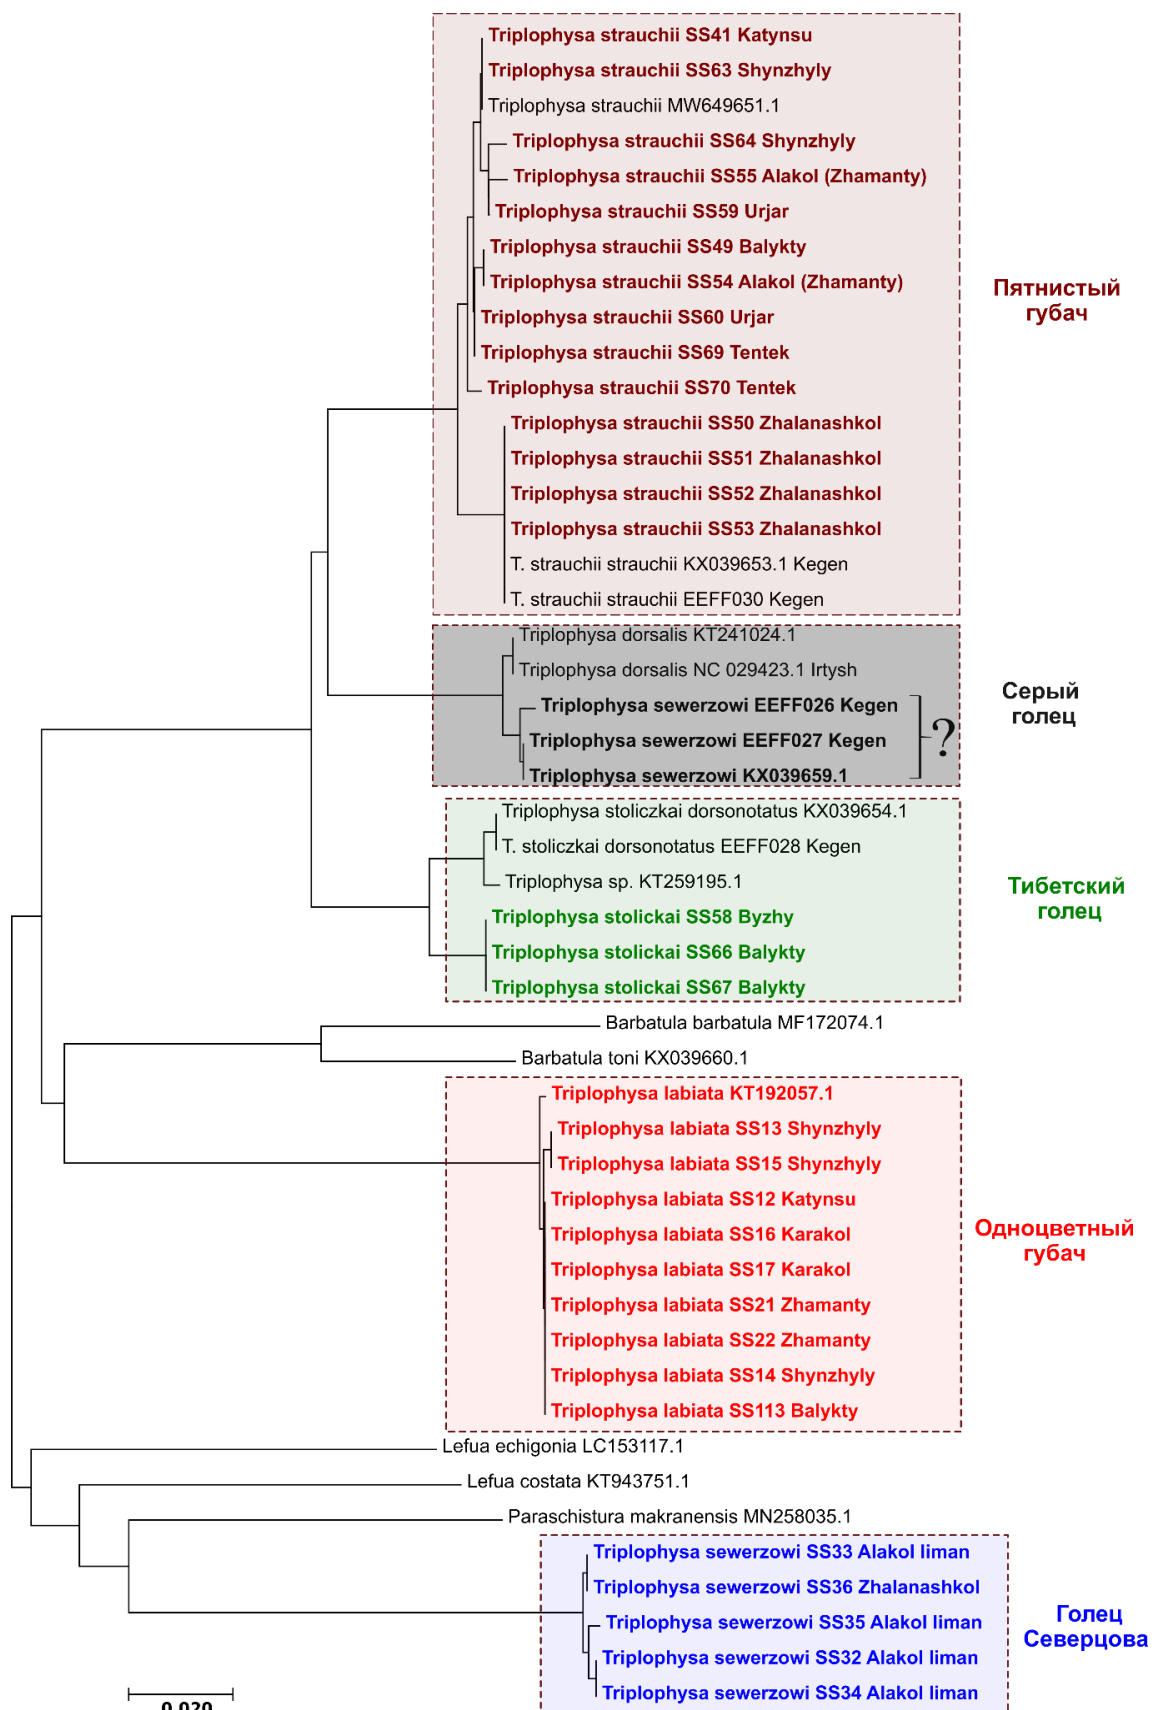 Triplophysa strauchii SS41 Katynsu
Triplophysa strauchii SS63 Shynzhyly
Triplophysa strauchii MW649651.1
Triplophysa strauchii SS64 Shynzhyly
Triplophysa strauchii SS55 Alakol (Zhamanty)
Triplophysa strauchii SS59 Urjar
Triplophysa strauchii SS49 Balykty
Triplophysa strauchii SS54 Alakol (Zhamanty)
Пятнистый
губач
Triplophysa strauchii SS60 Urjar
Triplophysa strauchii SS69 Tentek
Triplophysa strauchii SS70 Tentek
Triplophysa strauchii SS50 Zhalanashkol
Triplophysa strauchii SS51 Zhalanashkol
Triplophysa strauchii SS52 Zhalanashkol
Triplophysa strauchii SS53 Zhalanashkol
T. strauchii strauchii KX039653.1 Kegen
T. strauchii strauchii EEFF030 Kegen
Triplophysa dorsalis KT241024.1
Triplophysa dorsalis NC 029423.1 Irtysh
Triplophysa sewerzowi EEFF026 Kegen
Triplophysa sewerzowi EEFF027 Kegen
Triplophysa sewerzowi KX039659.1
?
Серый
голец
Triplophysa stoliczkai dorsonotatus KX039654.1
T. stoliczkai dorsonotatus EEFF028 Kegen
Triplophysa sp. KT259195.1
Triplophysa stolickai SS58 Byzhy
Triplophysa stolickai SS66 Balykty
Triplophysa stolickai SS67 Balykty
Тибетский
голец
Barbatula barbatula MF172074.1
Barbatula toni KX039660.1
Triplophysa labiata KT192057.1
Triplophysa labiata SS13 Shynzhyly
Triplophysa labiata SS15 Shynzhyly
Triplophysa labiata SS12 Katynsu
Triplophysa labiata SS16 Karakol
Triplophysa labiata SS17 Karakol
Triplophysa labiata SS21 Zhamanty
Triplophysa labiata SS22 Zhamanty
Triplophysa labiata SS14 Shynzhyly
Triplophysa labiata SS113 Balykty
Одноцветный
губач
Lefua echigonia LC153117.1
Lefua costata KT943751.1
Paraschistura makranensis MN258035.1
Triplophysa sewerzowi SS33 Alakol liman
Triplophysa sewerzowi SS36 Zhalanashkol
Triplophysa sewerzowi SS35 Alakol liman
Triplophysa sewerzowi SS32 Alakol liman
Triplophysa sewerzowi SS34 Alakol liman
Голец
Северцова
0.020